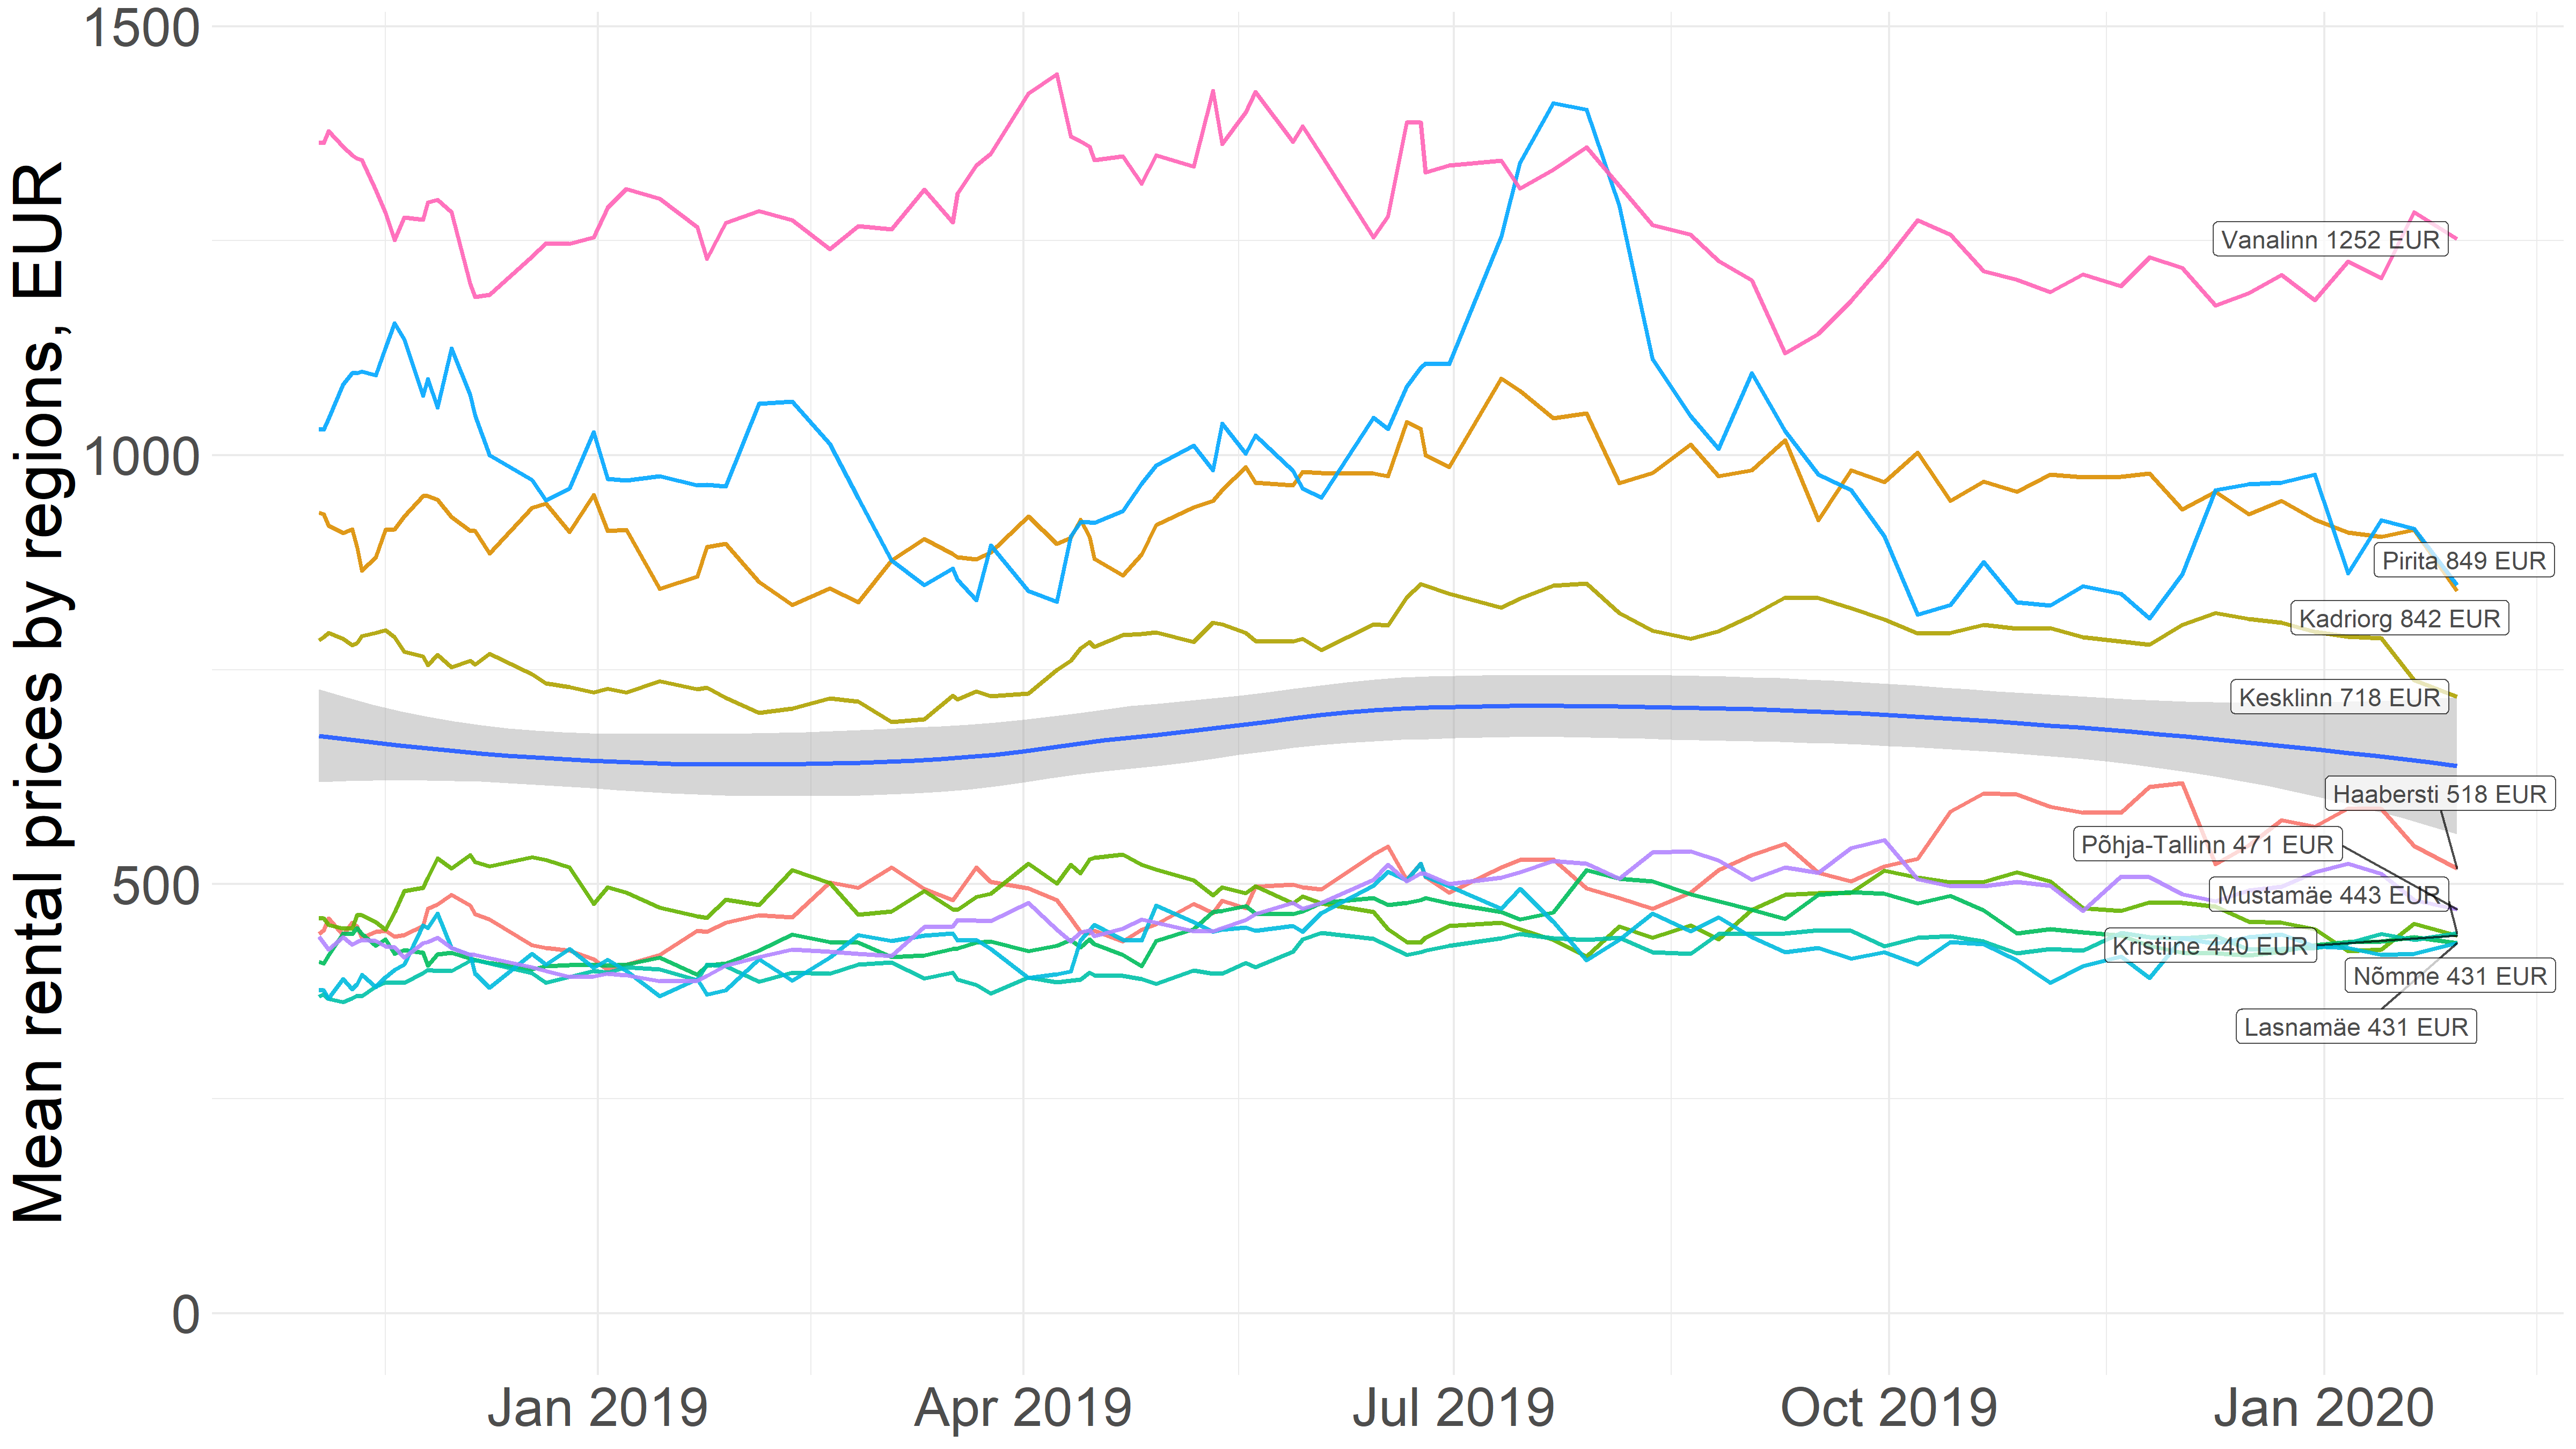 Mean rental prices by regions, EUR
1500
1000
500
0
Vanalinn 1252 EUR
Pirita 849 EUR
Kadriorg 842 EUR
Kesklinn 718 EUR
Haabersti 518 EUR
Põhja-Tallinn 471 EUR
Mustamäe 443 EUR
Kristiine 440 EUR
Nõmme 431 EUR
Lasnamäe 431 EUR
Jan 2019
Apr 2019
Jul 2019
Oct 2019
Jan 2020